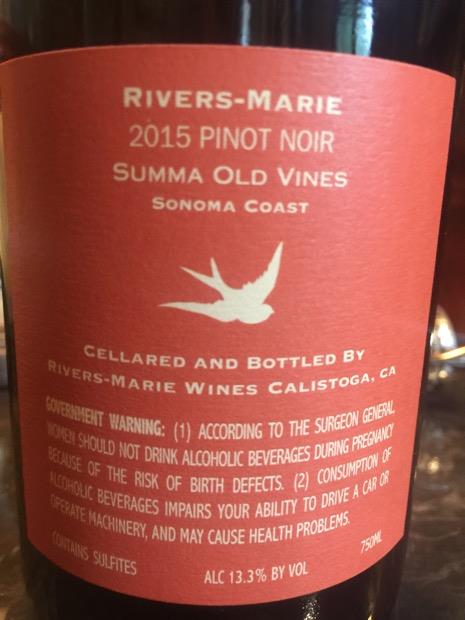 RIVERS-MARIE
2015 PINOT NOIR
SUMMA OLD VINES
SONOMA COAST
CELLARED AND BOTTLED BY
RIVERS-MARIE WINES CALISTOGA, CA
GOVERNMENT WARNING: (1) ACCORDING TO THE SURGEON GENERAL,
WOMEN SHOULD NOT DRINK ALCOHOLIC BEVERAGES DURING PREGNANCY
BECAUSE OF THE RISK OF BIRTH DEFECTS. (2) CONSUMPTION OF
ALCOHOLIC BEVERAGES IMPAIRS YOUR ABILITY TO DRIVE A CAR OR
OPERATE MACHINERY, AND MAY CAUSE HEALTH PROBLEMS.
CONTAINS SULFITES
ALC 13.3% BY VOL
750ML